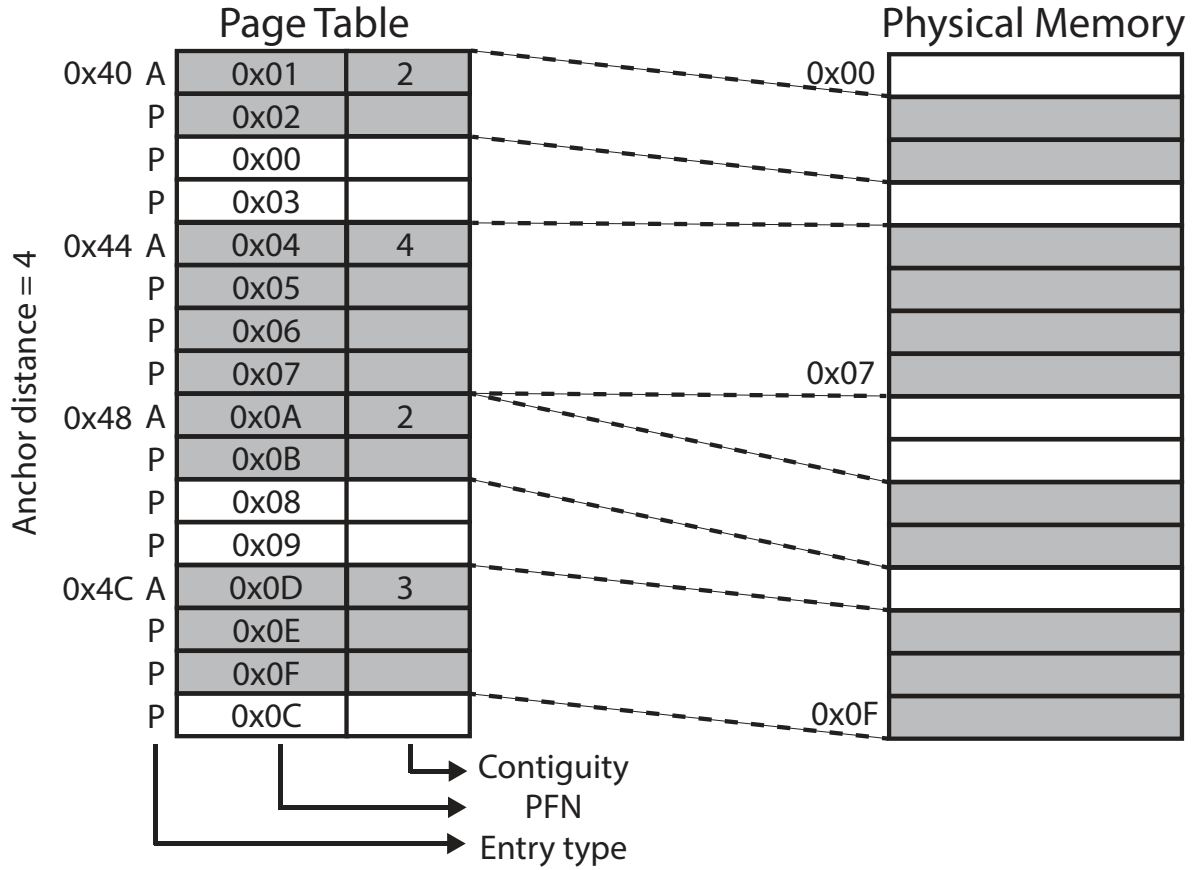 Page Table
Physical Memory
0x40 A 0x01 2
0x00
P 0x02
P 0x00
P 0x03
0x44 A 0x04 4
P 0x05
P 0x06
P 0x07
0x07
0x48 A 0x0A 2
P 0x0B
P 0x08
P 0x09
0x4C A 0x0D 3
P 0x0E
P 0x0F
P 0x0C
0x0F
Anchor distance = 4
Contiguity
PFN
Entry type